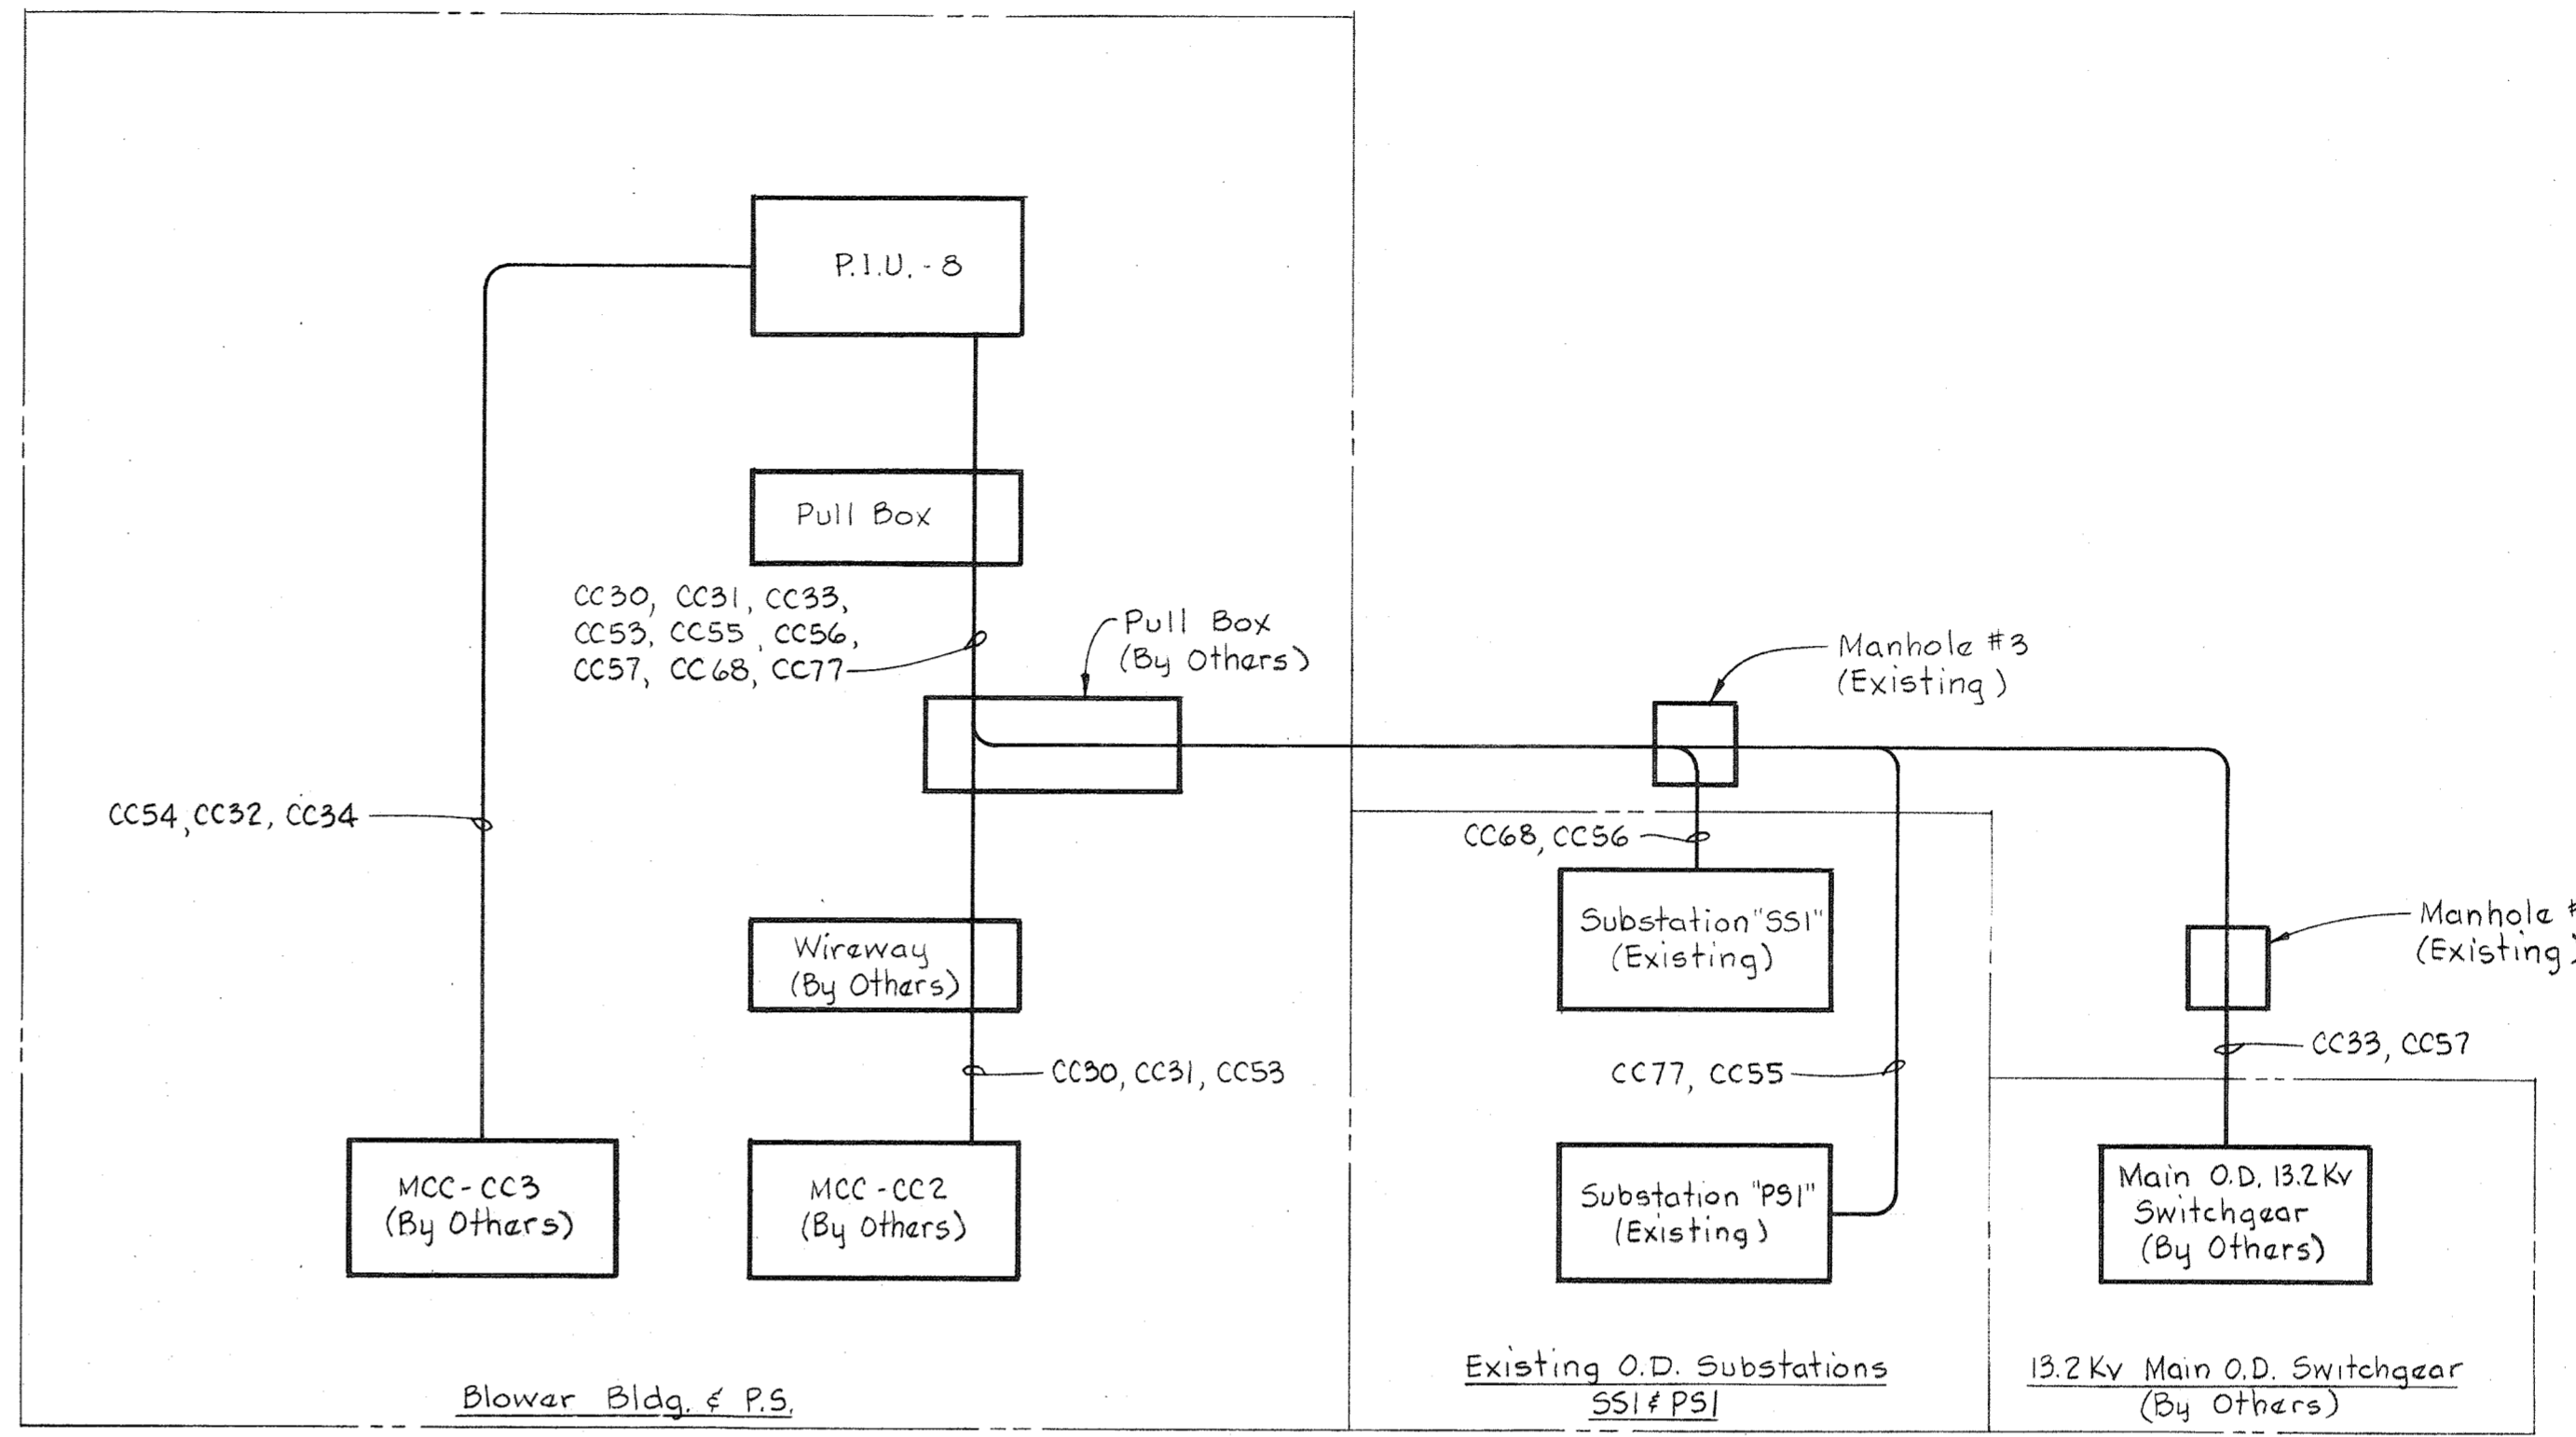 P.I.U. - 8
Pull Box
CC30, CC31, CC33,
CC53, CC55, CC56,
CC57, CC68, CC77
Pull Box
(By Others)
Manhole #3
(Existing)
CC54, CC32, CC34
CC68, CC56
Substation "SS1"
(Existing)
Manhole #
(Existing)
Wireway
(By Others)
CC33, CC57
CC30, CC31, CC53
CC77, CC55
MCC-CC3
(By Others)
MCC-CC2
(By Others)
Substation "PS1"
(Existing)
Main O.D. 13.2Kv
Switchgear
(By Others)
Blower Bldg. & P.S.
Existing O.D. Substations
SS1 & PS1
13.2 Kv Main O.D. Switchgear
(By Others)